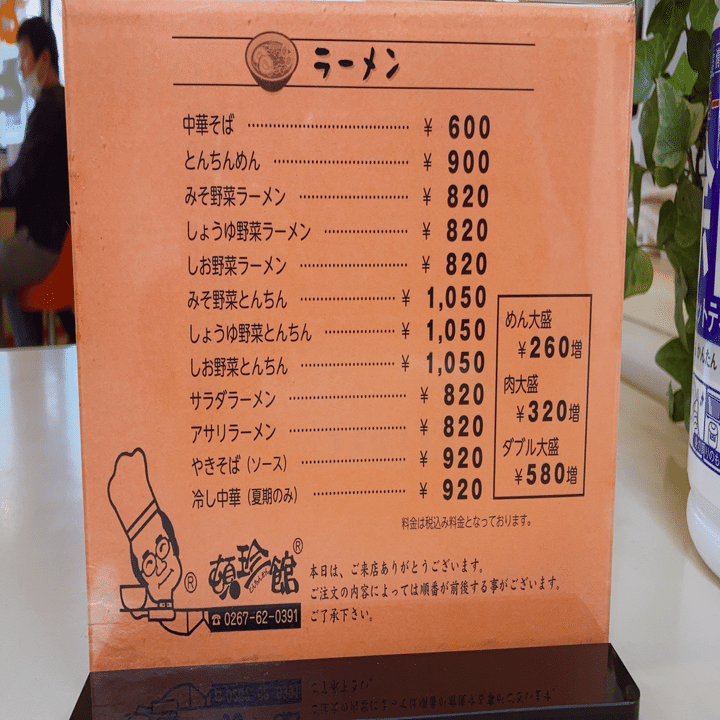 ラーメン
中華そば ¥ 600
とんちんめん ¥ 900
みそ野菜ラーメン ¥ 820
しょうゆ野菜ラーメン ¥ 820
しお野菜ラーメン ¥ 820
みそ野菜とんちん ¥ 1,050
しょうゆ野菜とんちん ¥ 1,050
しお野菜とんちん ¥ 1,050
サラダラーメン ¥ 820
アサリラーメン ¥ 820
やきそば（ソース） ¥ 920
冷し中華（夏期のみ） ¥ 920
めん大盛
¥260増
肉大盛
¥320増
ダブル大盛
¥580増
料金は税込み料金となっております。
頓珍館
☎ 0267-62-0391
本日は、ご来店ありがとうございます。
ご注文の内容によっては順番が前後する事がございます。
ご了承下さい。
かんたん